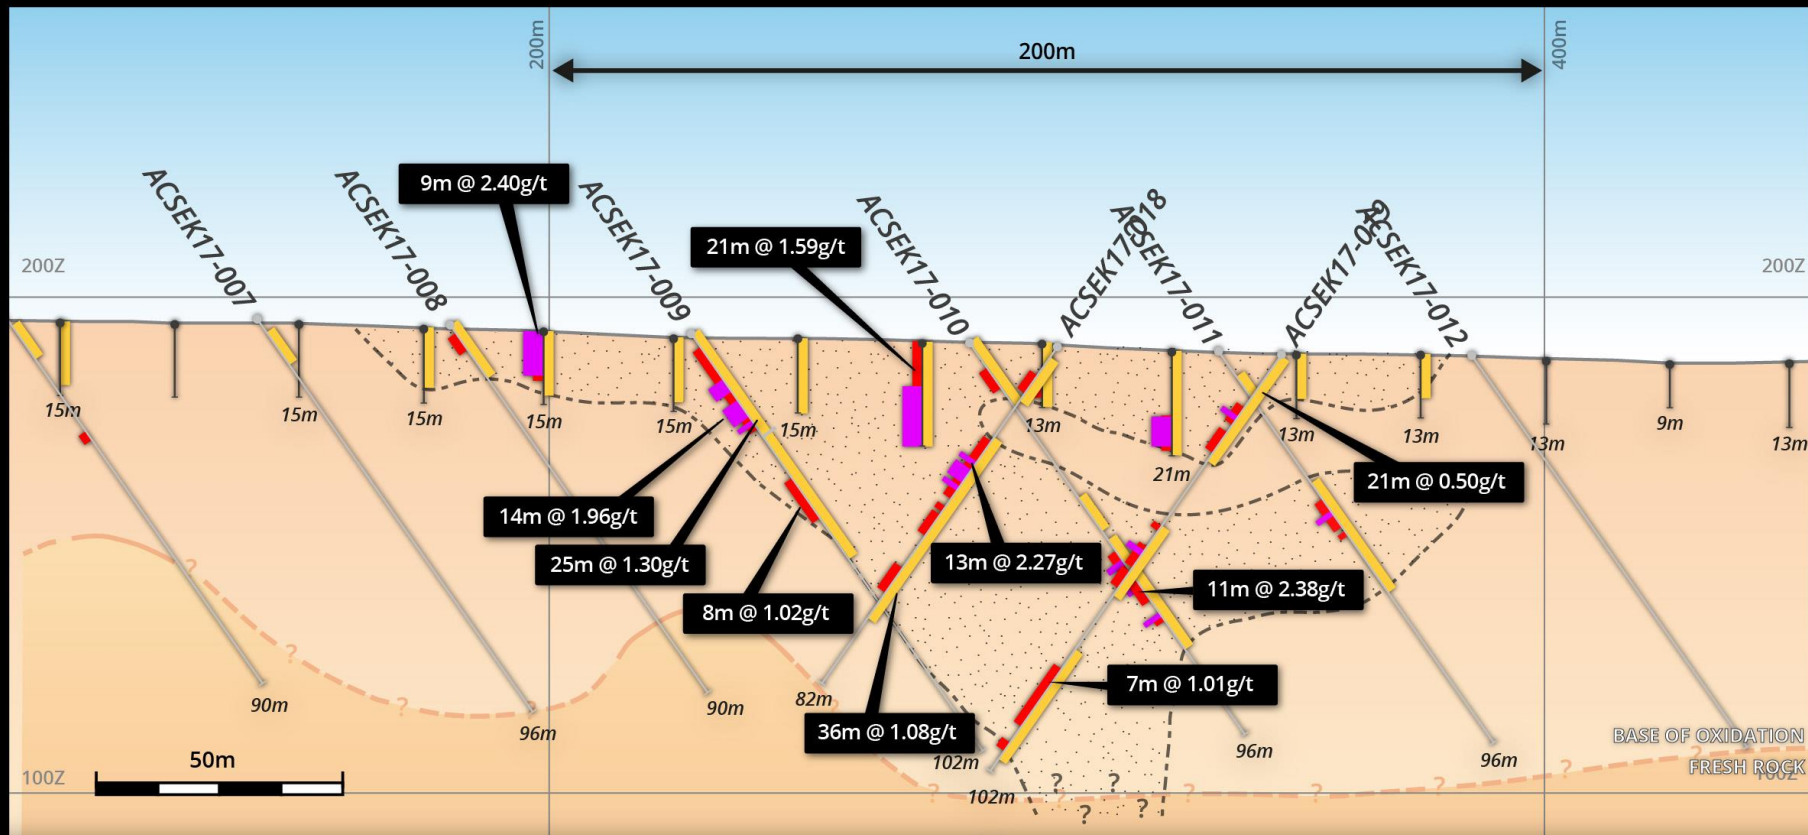 200m
200m
400m
ACSEK17-007
ACSEK17-008
9m @ 2.40g/t
ACSEK17-009
21m @ 1.59g/t
ACSEK17-010
ACSEK17-018
ACSEK17-011
ACSEK17-012
200Z
200Z
15m
15m
15m
15m
15m
15m
13m
21m
13m
13m
13m
9m
13m
21m @ 0.50g/t
14m @ 1.96g/t
25m @ 1.30g/t
13m @ 2.27g/t
11m @ 2.38g/t
8m @ 1.02g/t
7m @ 1.01g/t
36m @ 1.08g/t
90m
96m
90m
82m
102m
102m
96m
96m
50m
100Z
BASE OF OXIDATION
FRESH ROCK
? ? ? ? ? ? ? ? ? ? ?
? ? ? ?